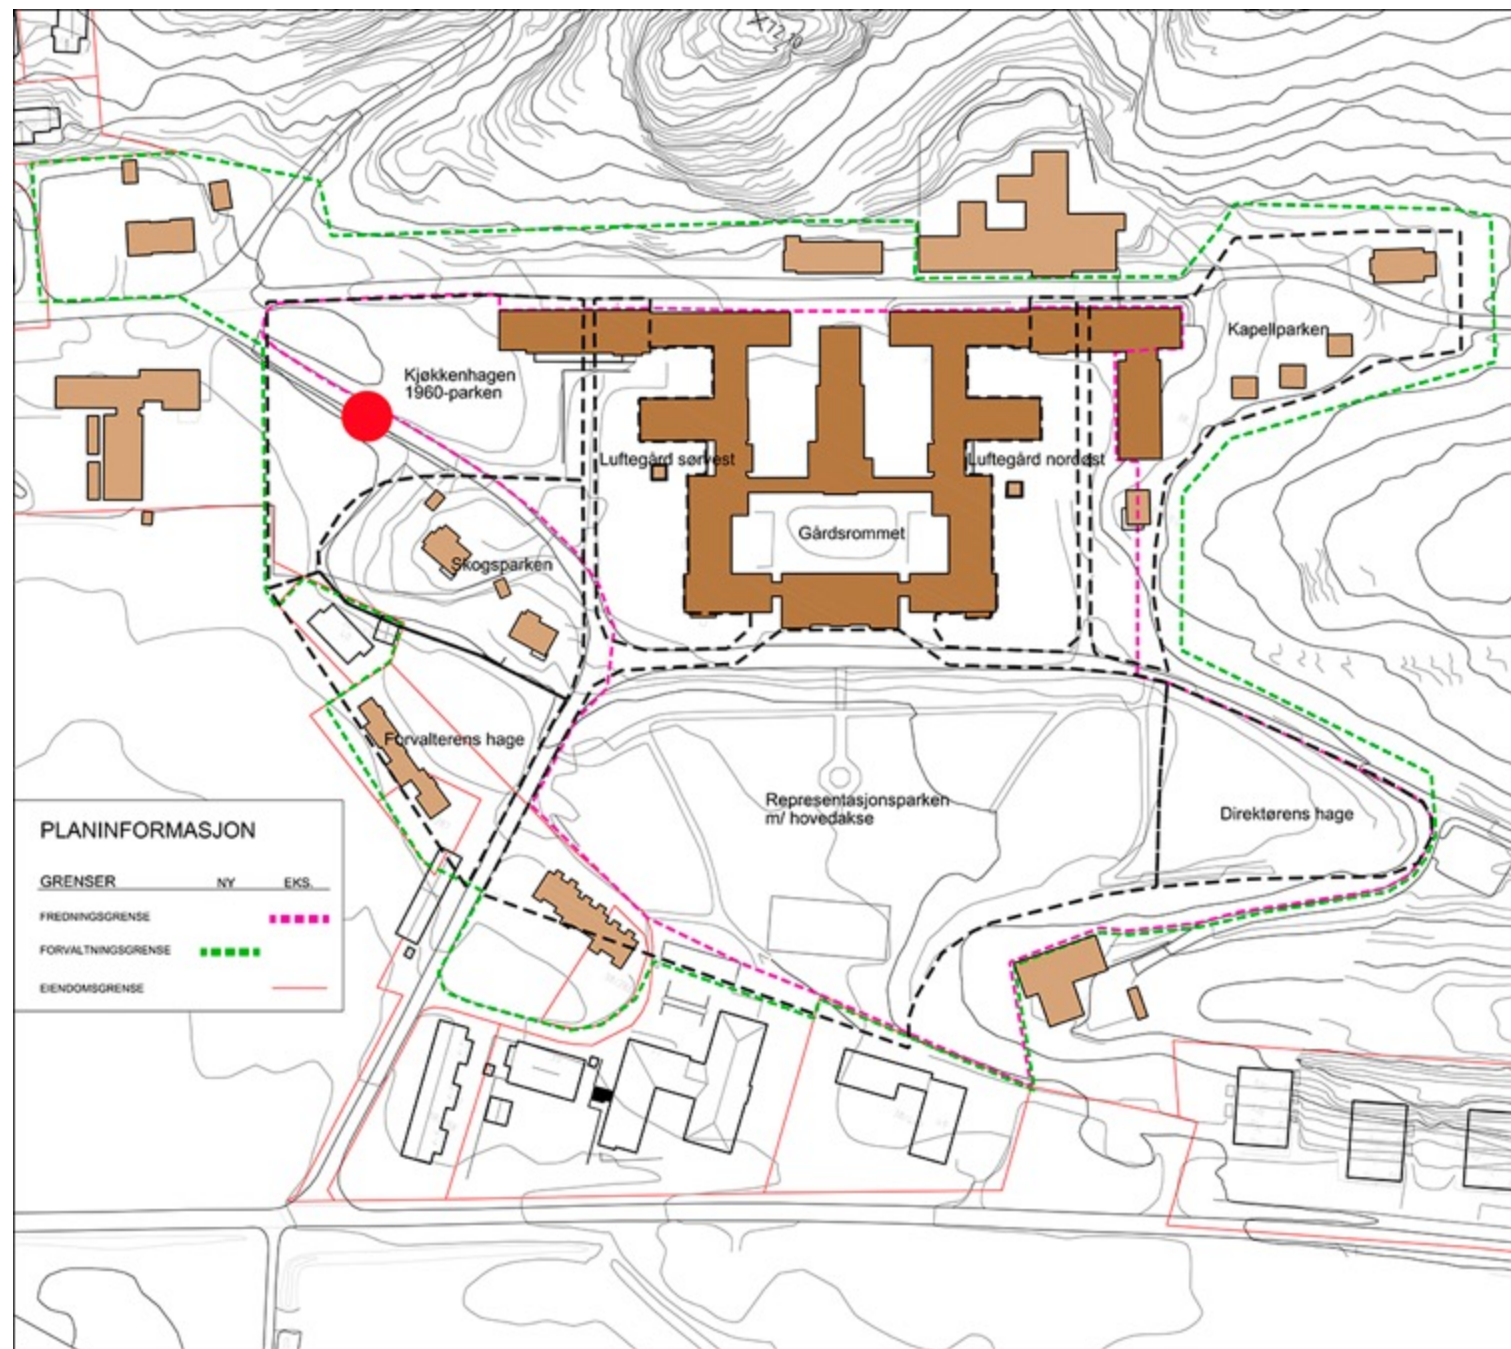 Kapellparken
Kjøkkenhagen
1960-parken
Luftegård sørvest
Luftegård nordøst
Gårdsrommet
Skogsparken
Forvalterens hage
Representasjonsparken
m/ hovedakse
Direktørens hage
PLANINFORMASJON
GRENSER NY EKS.
FREDNINGSGRENSE
FORVALTNINGSGRENSE
EIENDOMSGRENSE